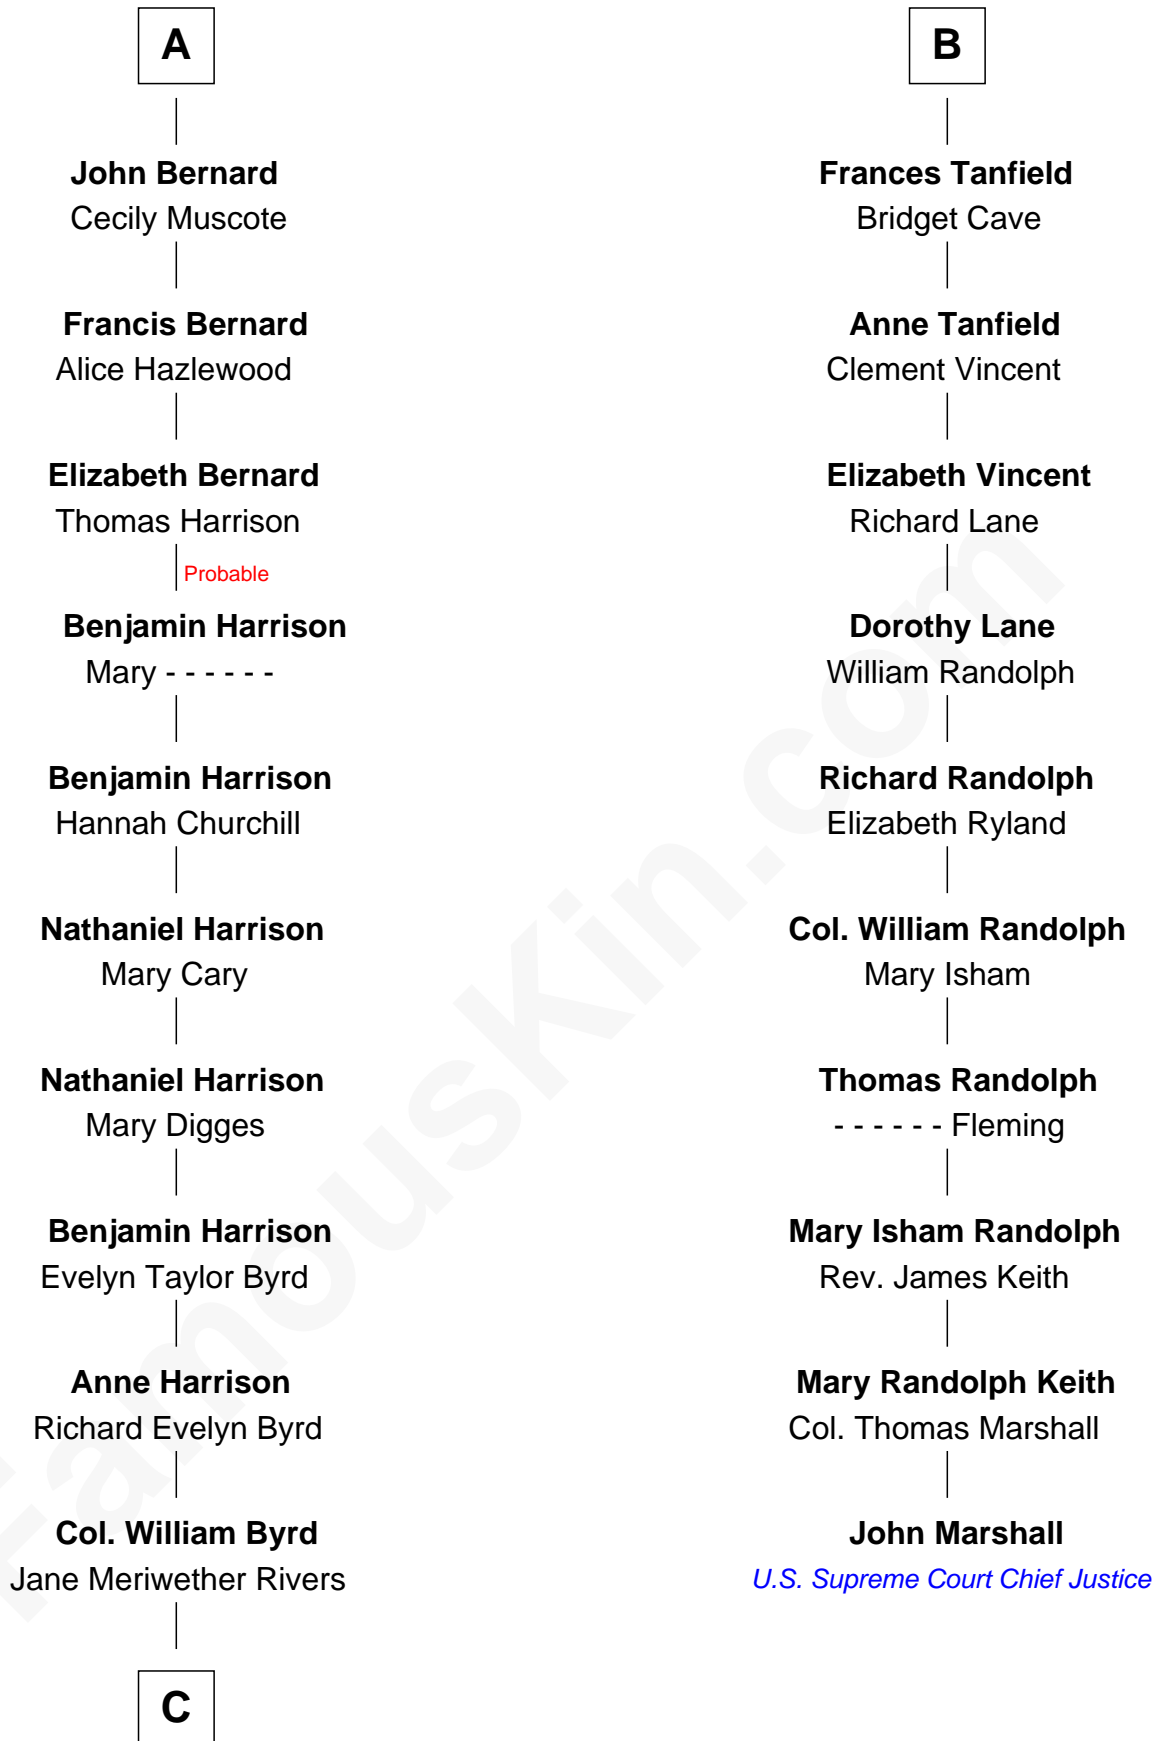 A
John Bernard
Cecily Muscote
Francis Bernard
Alice Hazlewood
Elizabeth Bernard
Thomas Harrison
Probable
Benjamin Harrison
Mary - - - - - -
Benjamin Harrison
Hannah Churchill
Nathaniel Harrison
Mary Cary
Nathaniel Harrison
Mary Digges
Benjamin Harrison
Evelyn Taylor Byrd
Anne Harrison
Richard Evelyn Byrd
Col. William Byrd
Jane Meriwether Rivers
C
B
Frances Tanfield
Bridget Cave
Anne Tanfield
Clement Vincent
Elizabeth Vincent
Richard Lane
Dorothy Lane
William Randolph
Richard Randolph
Elizabeth Ryland
Col. William Randolph
Mary Isham
Thomas Randolph
- - - - - - Fleming
Mary Isham Randolph
Rev. James Keith
Mary Randolph Keith
Col. Thomas Marshall
John Marshall
U.S. Supreme Court Chief Justice
FamousKin.com